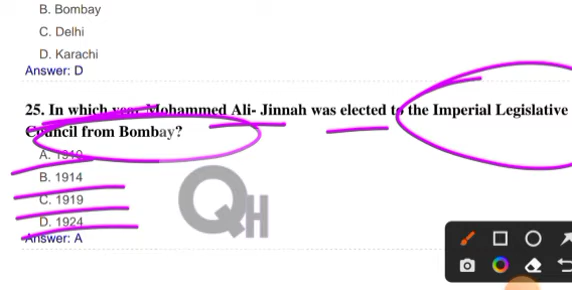 B. Bombay
C. Delhi
D. Karachi
Answer: D
25. In which year Mohammed Ali- Jinnah was elected to the Imperial Legislative
Council from Bombay?
A. 1910
B. 1914
C. 1919
D. 1924
Answer: A
QH